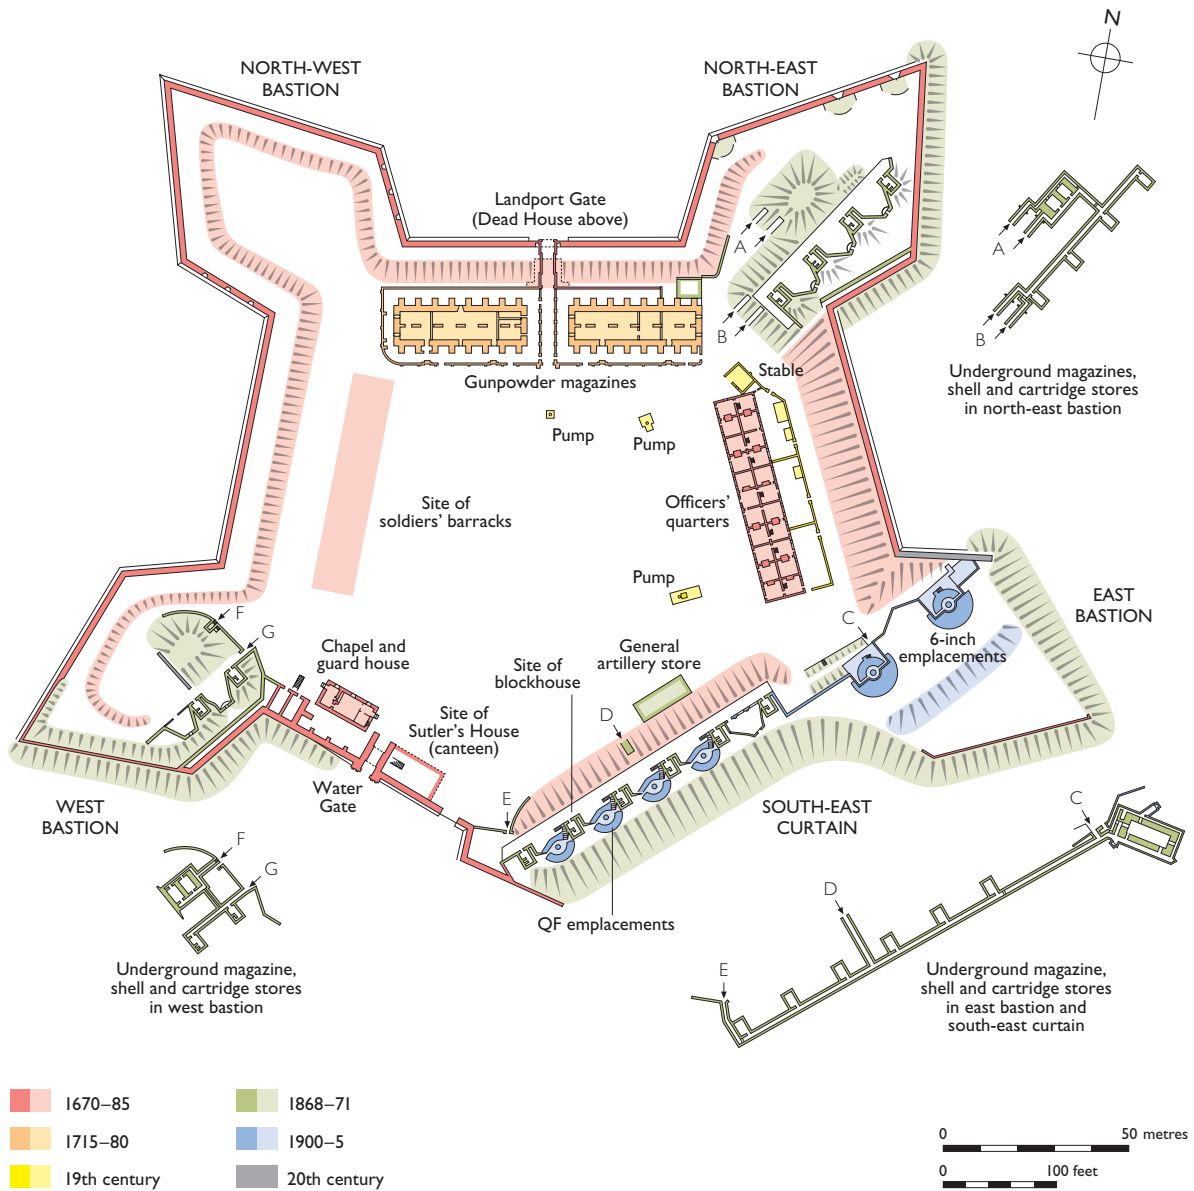 N
NORTH-WEST
BASTION
NORTH-EAST
BASTION
Landport Gate
(Dead House above)
A
B
A
B
Underground magazines,
shell and cartridge stores
in north-east bastion
Gunpowder magazines
Stable
Pump
Pump
Site of
soldiers’ barracks
Officers’
quarters
Pump
EAST
BASTION
C
6-inch
emplacements
F
G
Chapel and
guard house
General
artillery store
Site of
blockhouse
D
Site of
Sutler’s House
(canteen)
E
Water
Gate
WEST
BASTION
SOUTH-EAST
CURTAIN
QF emplacements
F
G
Underground magazine,
shell and cartridge stores
in west bastion
C
D
E
Underground magazine,
shell and cartridge stores
in east bastion and
south-east curtain
1670–85
1715–80
19th century
1868–71
1900–5
20th century
0 50 metres
0 100 feet